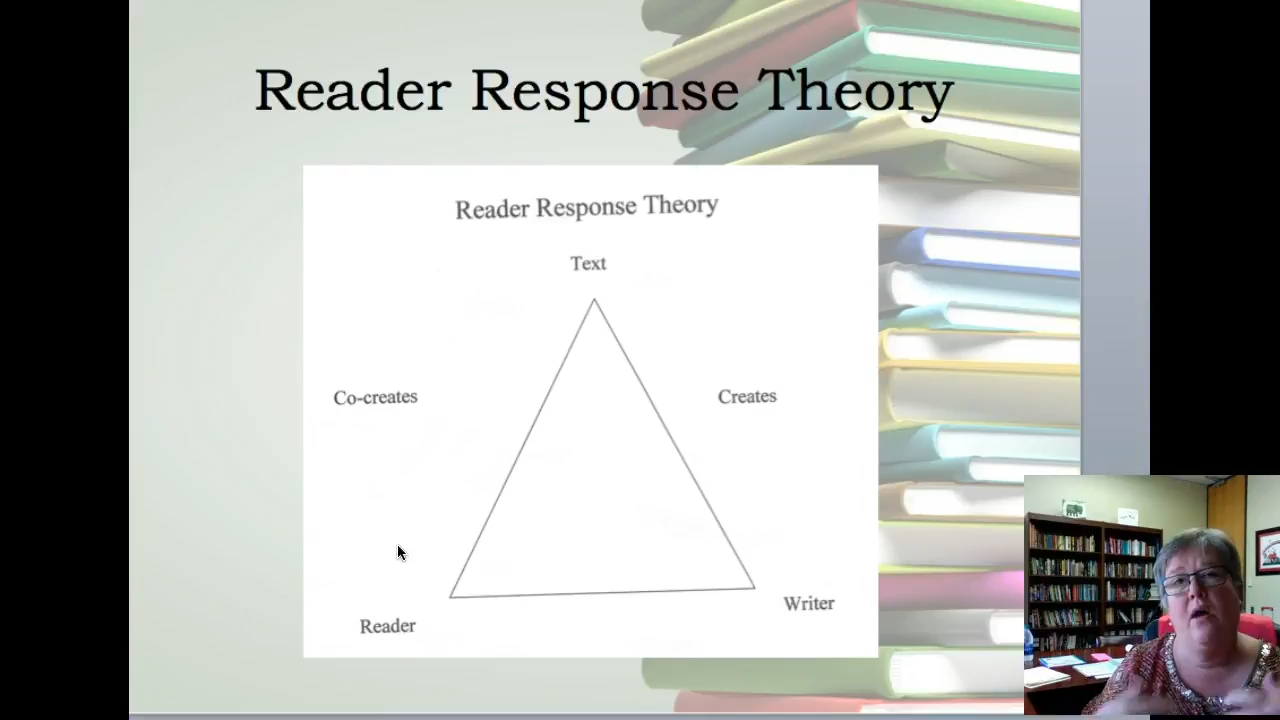 Reader Response Theory
Reader Response Theory
Text
Co-creates
Creates
Writer
Reader